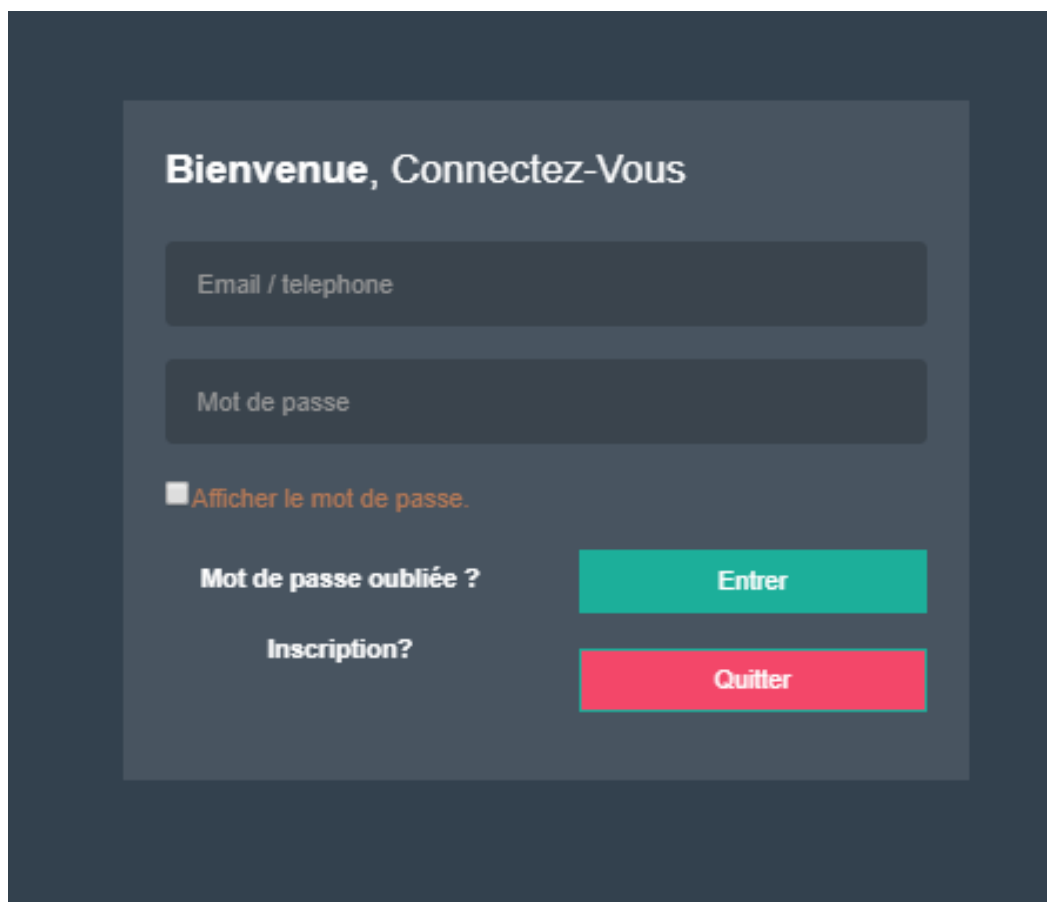 Bienvenue, Connectez-Vous
Email / telephone
Mot de passe
Afficher le mot de passe.
Mot de passe oubliée ?
Entrer
Inscription?
Quitter